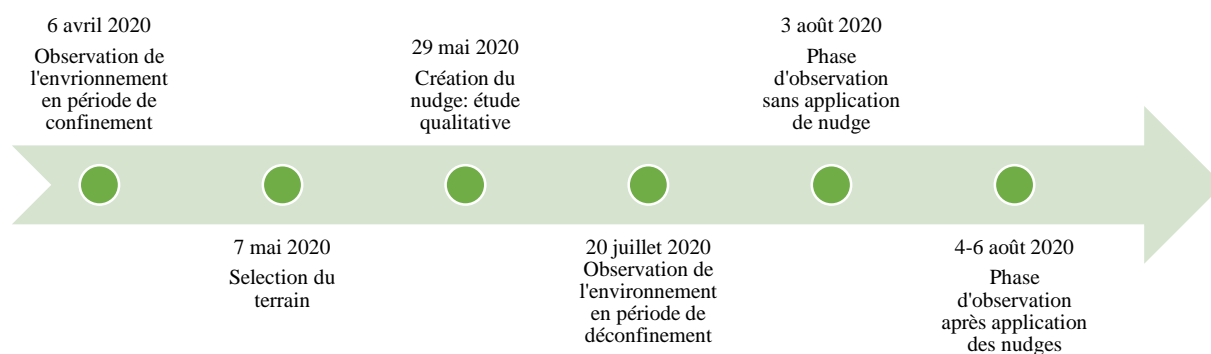 6 avril 2020
Observation de
l'envrionnement
en période de
confinement
7 mai 2020
Selection du
terrain
29 mai 2020
Création du
nudge: étude
qualitative
20 juillet 2020
Observation de
l'environnement
en période de
déconfinement
3 août 2020
Phase
d'observation
sans application
de nudge
4-6 août 2020
Phase
d'observation
après application
des nudges